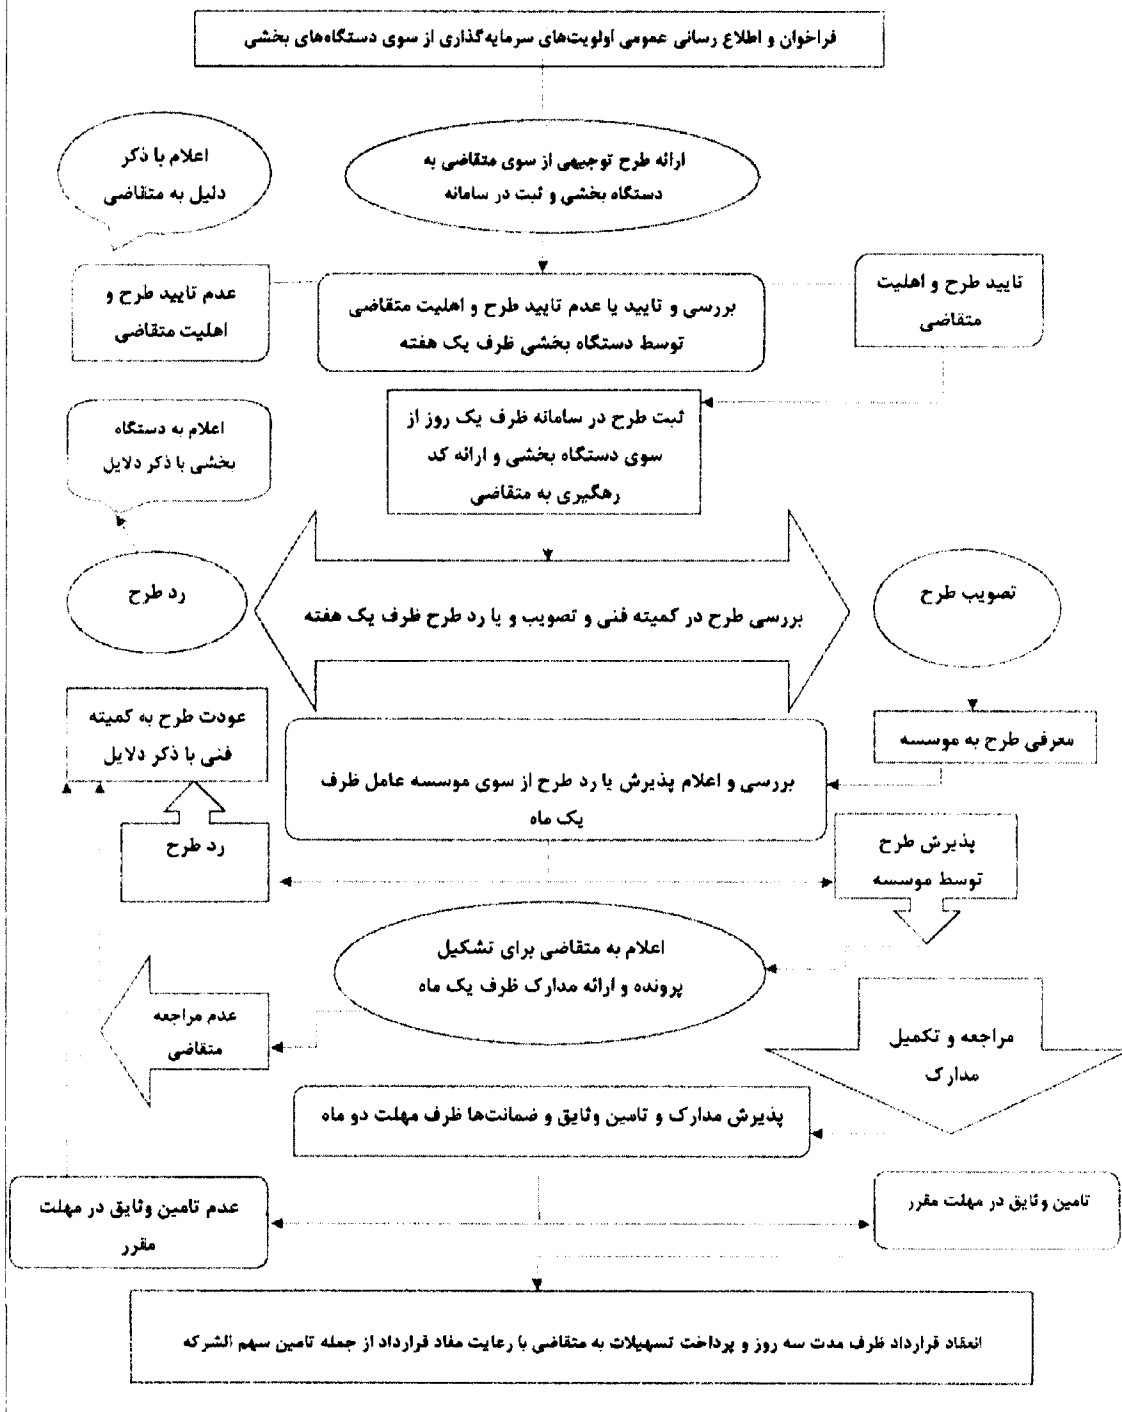 فراخوان و اطلاع رسانی عمومی اولویت‌های سرمایه‌گذاری از سوی دستگاه‌های بخشی
ارائه طرح توجیهی از سوی متقاضی به
دستگاه بخشی و ثبت در سامانه
اعلام با ذکر
دلیل به متقاضی
تایید طرح و اهلیت
متقاضی
بررسی و تایید یا عدم تایید طرح و اهلیت متقاضی
توسط دستگاه بخشی ظرف یک هفته
عدم تایید طرح و
اهلیت متقاضی
ثبت طرح در سامانه ظرف یک روز از
سوی دستگاه بخشی و ارائه کد
رهگیری به متقاضی
اعلام به دستگاه
بخشی با ذکر دلایل
تصویب طرح
بررسی طرح در کمیته فنی و تصویب و یا رد طرح ظرف یک هفته
رد طرح
معرفی طرح به موسسه
بررسی و اعلام پذیرش یا رد طرح از سوی موسسه عامل ظرف
یک ماه
عودت طرح به کمیته
فنی با ذکر دلایل
پذیرش طرح
توسط موسسه
رد طرح
اعلام به متقاضی برای تشکیل
پرونده و ارائه مدارک ظرف یک ماه
مراجعه و تکمیل
مدارک
عدم مراجعه
متقاضی
پذیرش مدارک و تامین وثایق و ضمانت‌ها ظرف مهلت دو ماه
تامین وثایق در مهلت مقرر
عدم تامین وثایق در مهلت
مقرر
انعقاد قرارداد ظرف مدت سه روز و پرداخت تسهیلات به متقاضی با رعایت مفاد قرارداد از جمله تامین سهم الشرکه